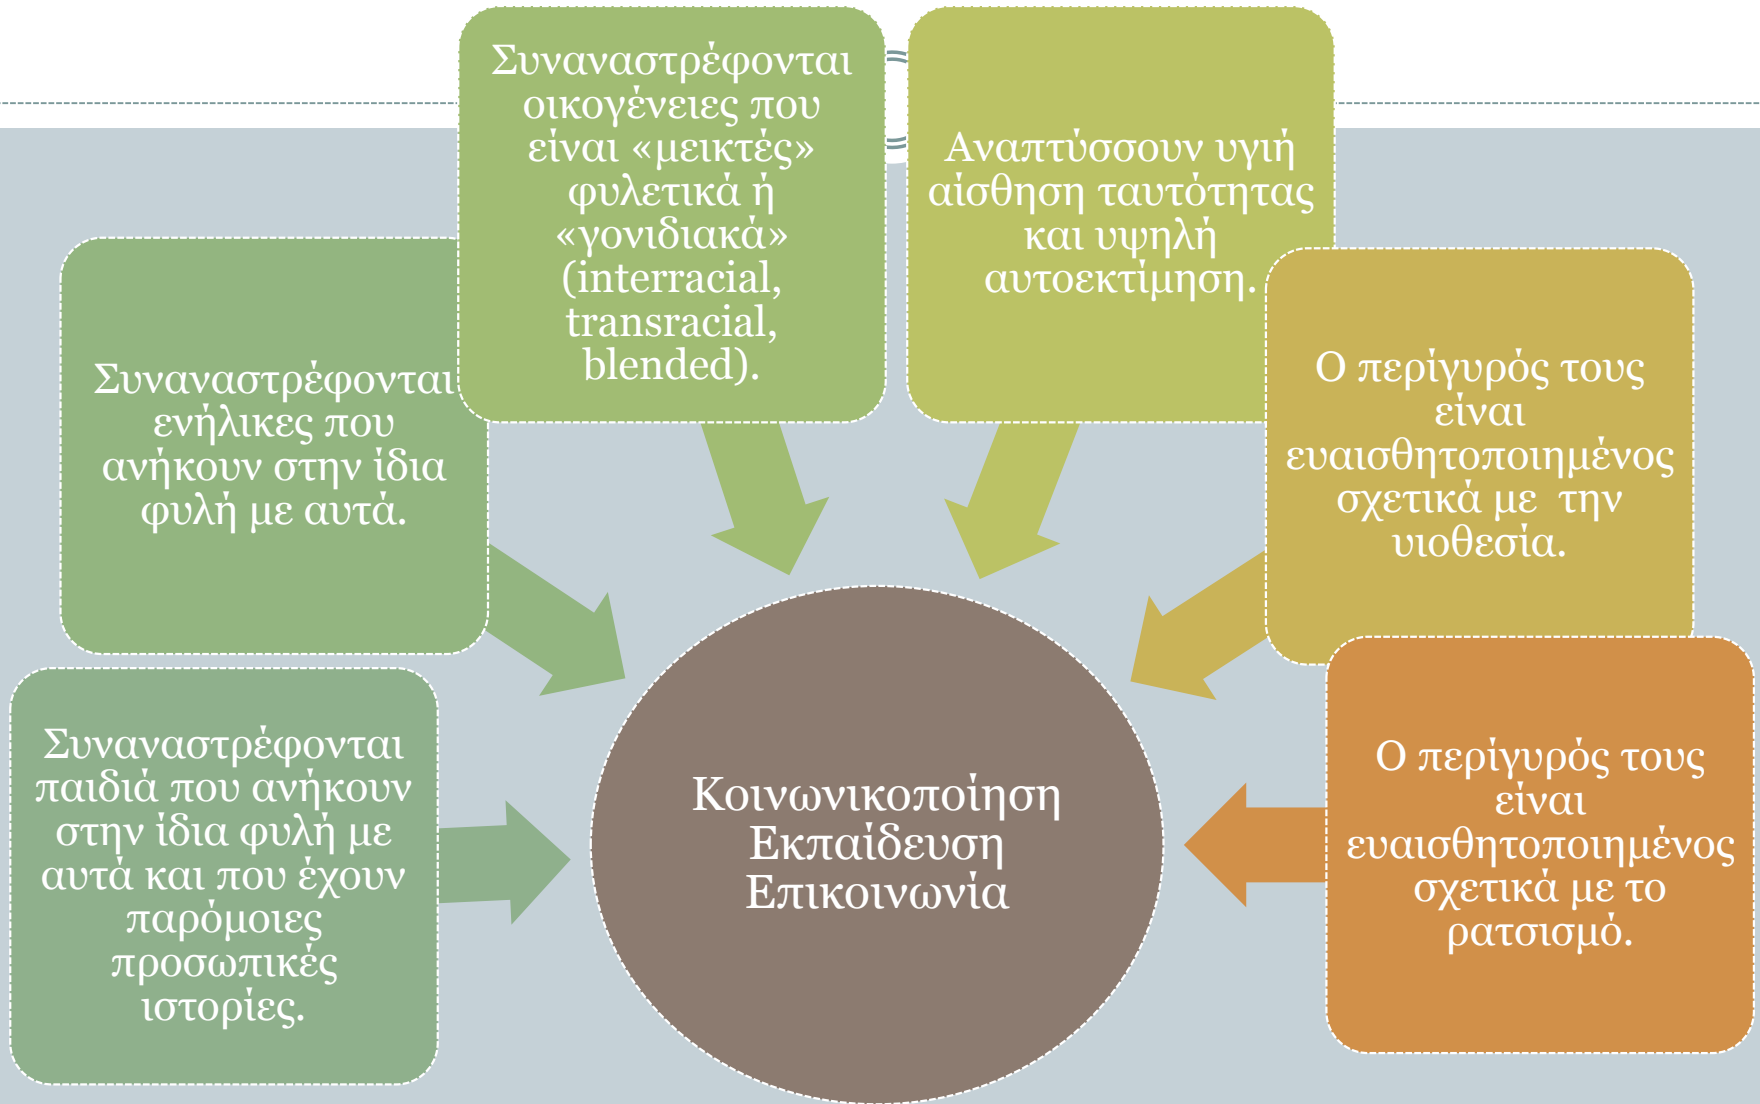 Συναναστρέφονται
παιδιά που ανήκουν
στην ίδια φυλή με
αυτά και που έχουν
παρόμοιες
προσωπικές
ιστορίες.
Συναναστρέφονται
ενήλικες που
ανήκουν στην ίδια
φυλή με αυτά.
Συναναστρέφονται
οικογένειες που
είναι «μεικτές»
φυλετικά ή
«γονιδιακά»
(interracial,
transracial,
blended).
Αναπτύσσουν υγιή
αίσθηση ταυτότητας
και υψηλή
αυτοεκτίμηση.
Ο περίγυρός τους
είναι
ευαισθητοποιημένος
σχετικά με την
υιοθεσία.
Ο περίγυρός τους
είναι
ευαισθητοποιημένος
σχετικά με το
ρατσισμό.
Κοινωνικοποίηση
Εκπαίδευση
Επικοινωνία